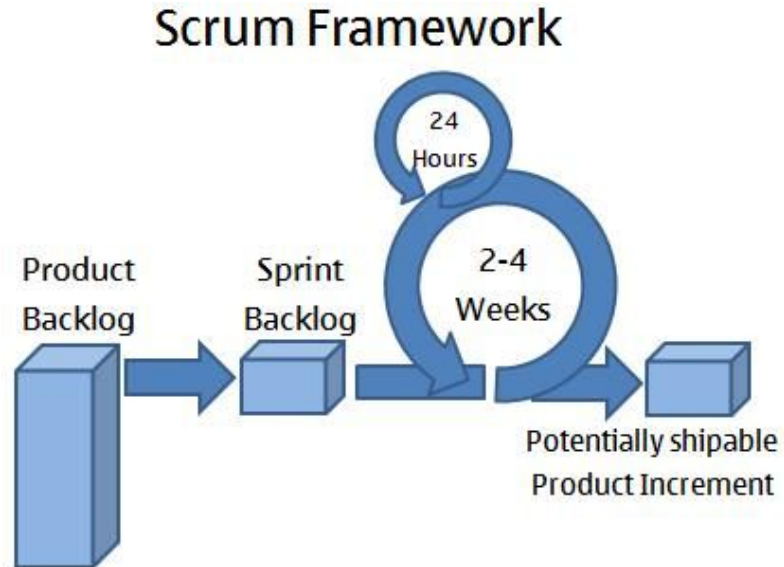 Scrum Framework
24
Hours
2-4
Weeks
Product
Backlog
Sprint
Backlog
Potentially shipable
Product Increment